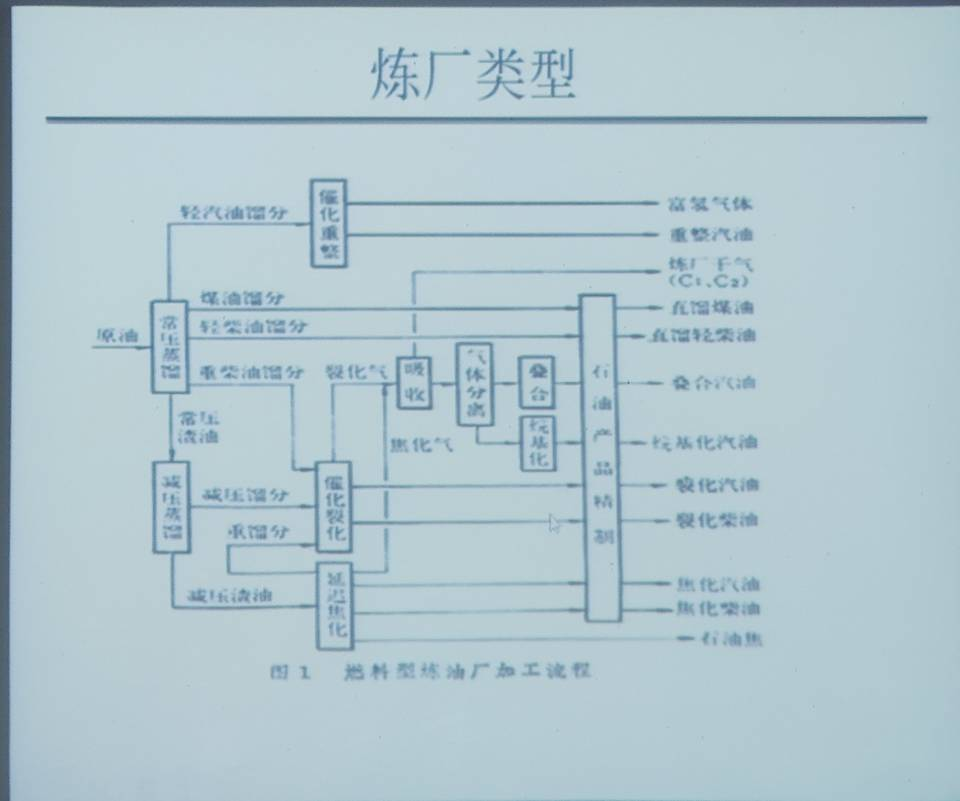 炼厂类型
轻汽油馏分
催化重整
富氢气体
重整汽油
炼厂干气
(C₁、C₂)
煤油馏分
直馏煤油
原油
常压蒸馏
轻柴油馏分
直馏轻柴油
重柴油馏分
裂化气
吸收
气体分离
叠合
石油产品精制
叠合汽油
常压
渣油
焦化气
烷基化
烷基化汽油
减压蒸馏
减压馏分
催化裂化
裂化汽油
重馏分
裂化柴油
减压渣油
延迟焦化
焦化汽油
焦化柴油
石油焦
图1 燃料型炼油厂加工流程